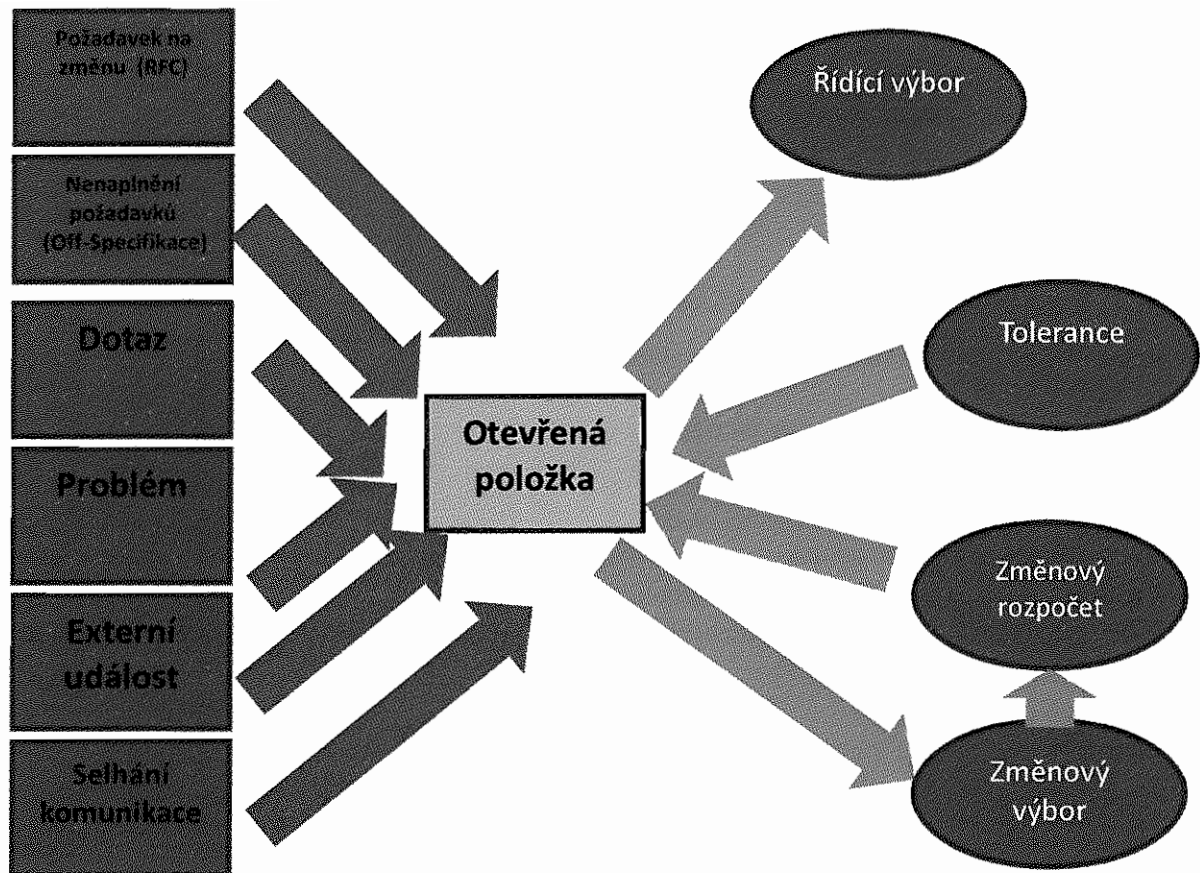 Požadavek na
změnu (RFC)
Nenaplnění
požadavků
(Off-Specifikace)
Dotaz
Problém
Externí
událost
Selhání
komunikace
Otevřená
položka
Řídící výbor
Tolerance
Změnový
rozpočet
Změnový
výbor